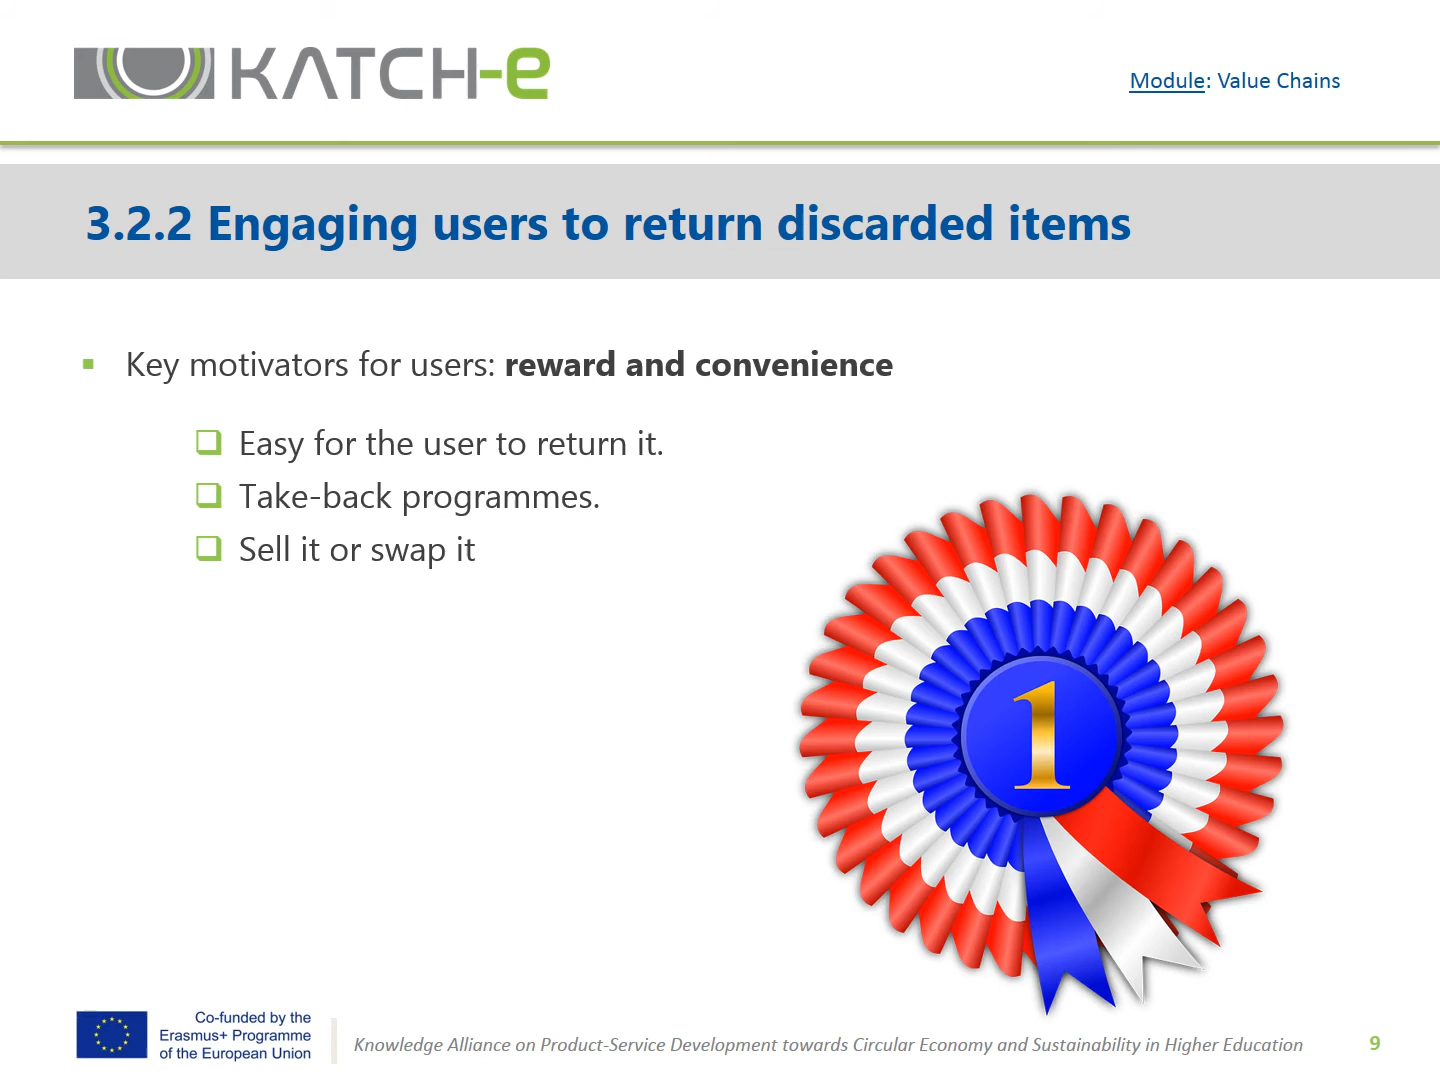 KATCH-e
Module: Value Chains
3.2.2 Engaging users to return discarded items
Key motivators for users: reward and convenience
Easy for the user to return it.
Take-back programmes.
Sell it or swap it
1
Co-funded by the
Erasmus+ Programme
of the European Union
Knowledge Alliance on Product-Service Development towards Circular Economy and Sustainability in Higher Education
9